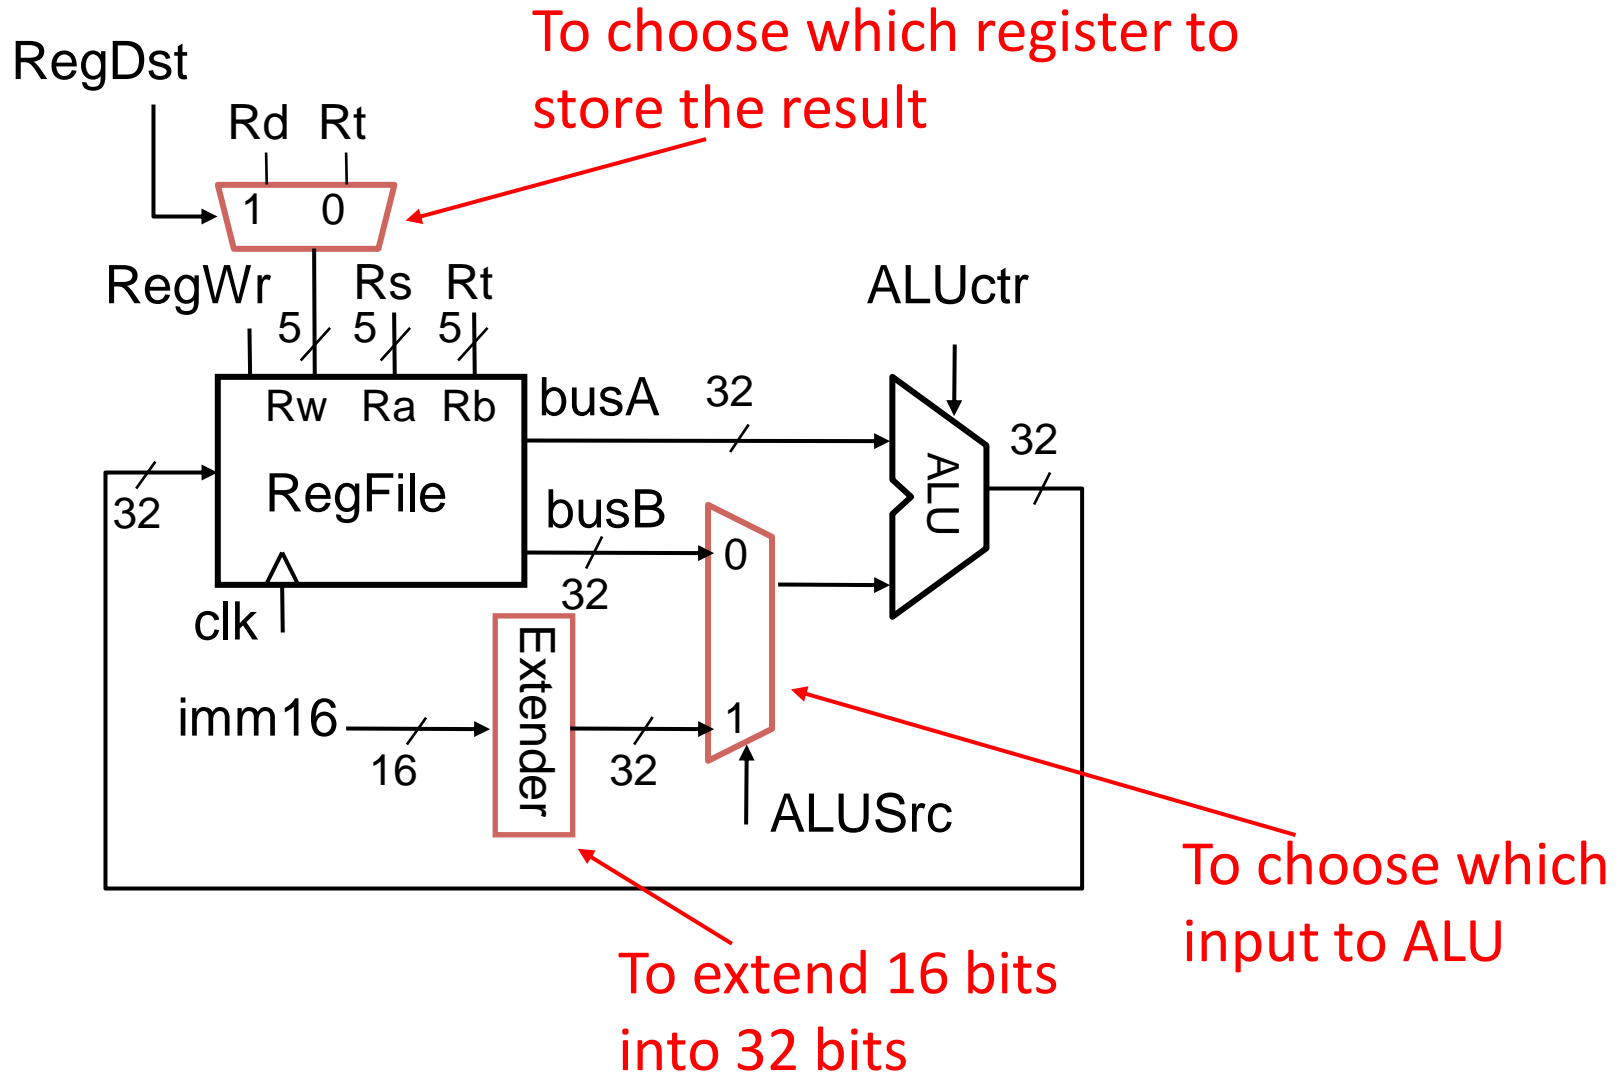 To choose which register to
store the result
RegDst
Rd Rt
1 0
RegWr
Rs Rt
ALUctr
5 5 5
Rw Ra Rb
busA
32
32
ALU
RegFile
32
busB
0
32
clk
Extender
imm16
1
16
32
ALUSrc
To choose which
input to ALU
To extend 16 bits
into 32 bits